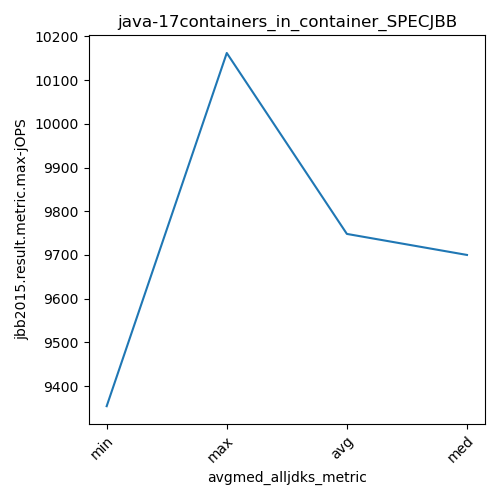 java-17containers_in_container_SPECJBB
10200
10100
10000
9900
9800
9700
9600
9500
9400
jbb2015.result.metric.max-jOPS
min
max
avg
med
avgmed_alljdks_metric